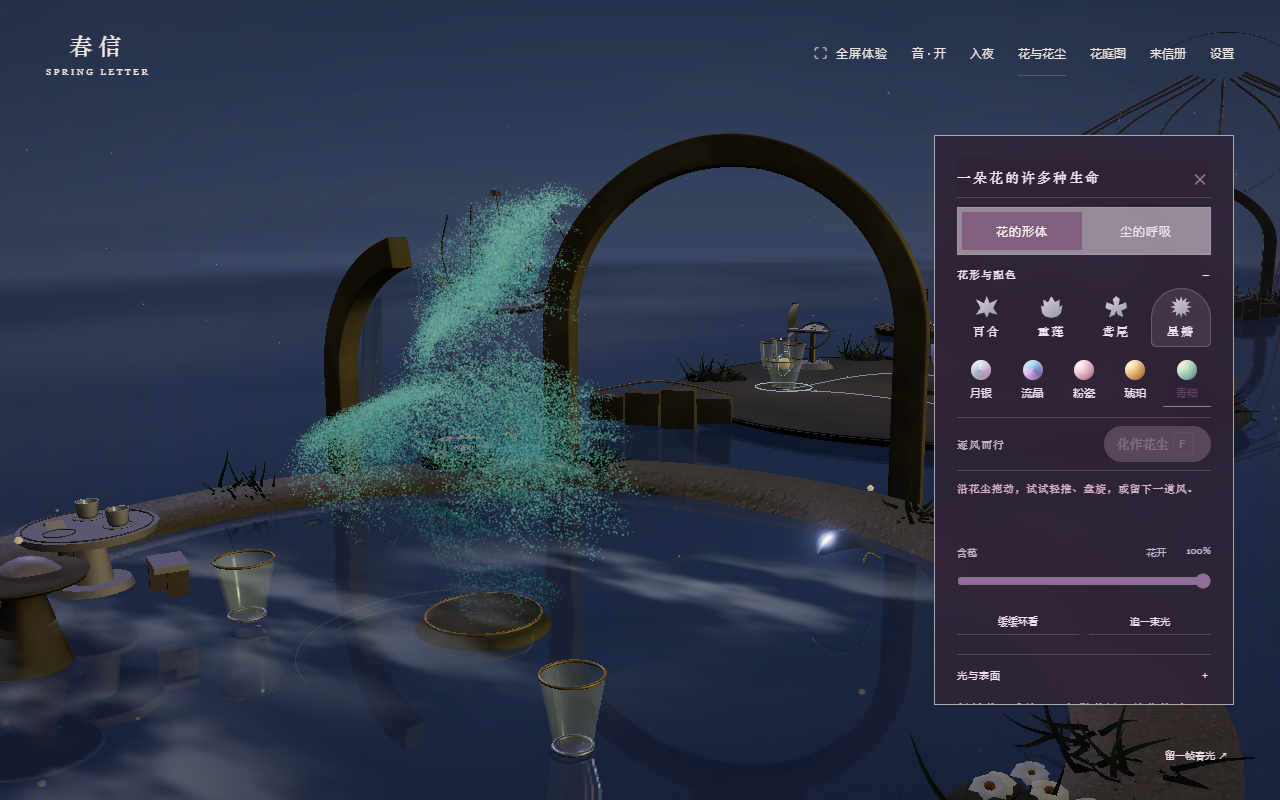 春信
SPRING LETTER
全屏体验 音·开 入夜 花与花尘 花庭图 来信册 设置
一朵花的许多种生命
花的形体 尘的呼吸
花形与配色
百合 重莲 鸢尾 星瓣
月银 流晶 粉瓷 琥珀 青釉
逐风而行 化作花尘 F
沿花尘拖动，试试轻推、盘旋，或留下一道风。
含苞 花开 100%
缓缓环看 追一束光
光与表面 +
留一帧春光 ↗